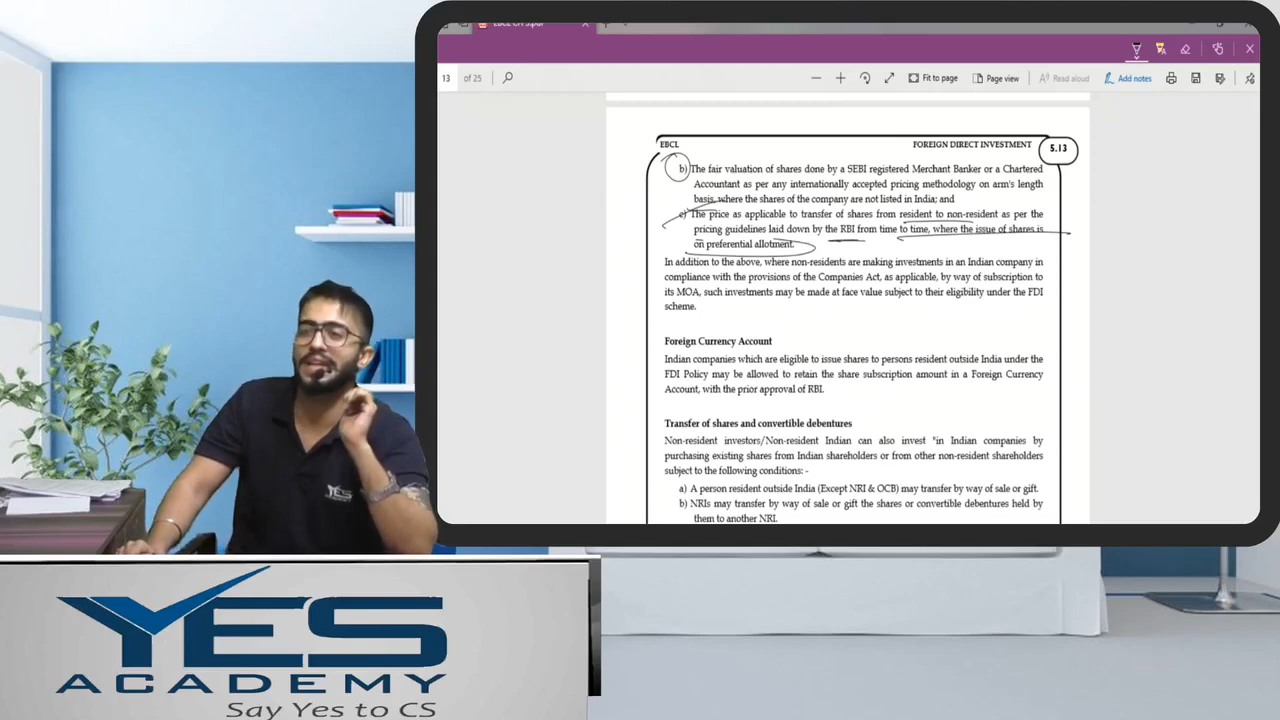 EBCL CH 5.pdf
13 of 25
Fit to page
Page view
Read aloud
Add notes
EBCL FOREIGN DIRECT INVESTMENT 5.13
b) The fair valuation of shares done by a SEBI registered Merchant Banker or a Chartered
Accountant as per any internationally accepted pricing methodology on arm's length
basis, where the shares of the company are not listed in India; and
c) The price as applicable to transfer of shares from resident to non-resident as per the
pricing guidelines laid down by the RBI from time to time, where the issue of shares is
on preferential allotment.
In addition to the above, where non-residents are making investments in an Indian company in
compliance with the provisions of the Companies Act, as applicable, by way of subscription to
its MOA, such investments may be made at face value subject to their eligibility under the FDI
scheme.
Foreign Currency Account
Indian companies which are eligible to issue shares to persons resident outside India under the
FDI Policy may be allowed to retain the share subscription amount in a Foreign Currency
Account, with the prior approval of RBI.
Transfer of shares and convertible debentures
Non-resident investors/Non-resident Indian can also invest "in Indian companies by
purchasing existing shares from Indian shareholders or from other non-resident shareholders
subject to the following conditions: -
a) A person resident outside India (Except NRI & OCB) may transfer by way of sale or gift.
b) NRIs may transfer by way of sale or gift the shares or convertible debentures held by
them to another NRI.
YES
YES
ACADEMY
Say Yes to CS